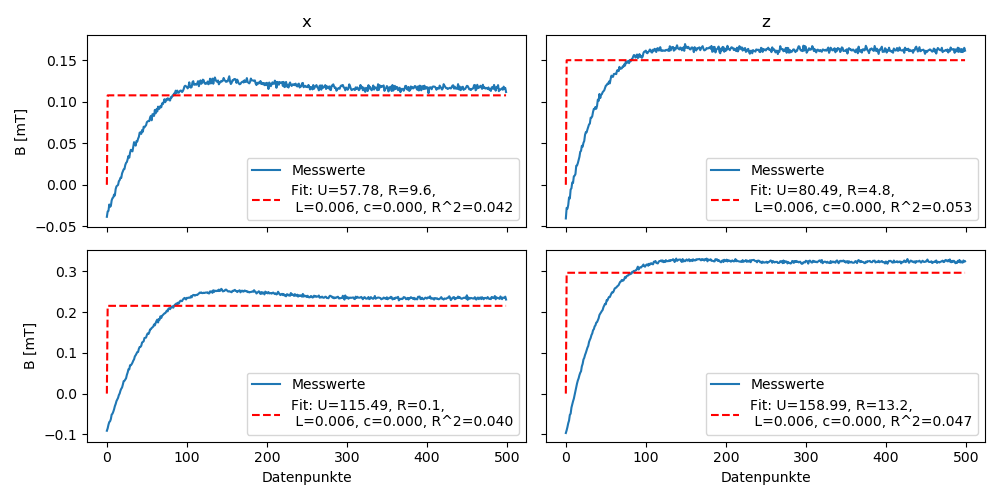 x
z
B [mT]
0.15
0.10
0.05
0.00
−0.05
Messwerte
Fit: U=57.78, R=9.6,
L=0.006, c=0.000, R^2=0.042
Messwerte
Fit: U=80.49, R=4.8,
L=0.006, c=0.000, R^2=0.053
B [mT]
0.3
0.2
0.1
0.0
−0.1
Messwerte
Fit: U=115.49, R=0.1,
L=0.006, c=0.000, R^2=0.040
Messwerte
Fit: U=158.99, R=13.2,
L=0.006, c=0.000, R^2=0.047
0 100 200 300 400 500
0 100 200 300 400 500
Datenpunkte
Datenpunkte